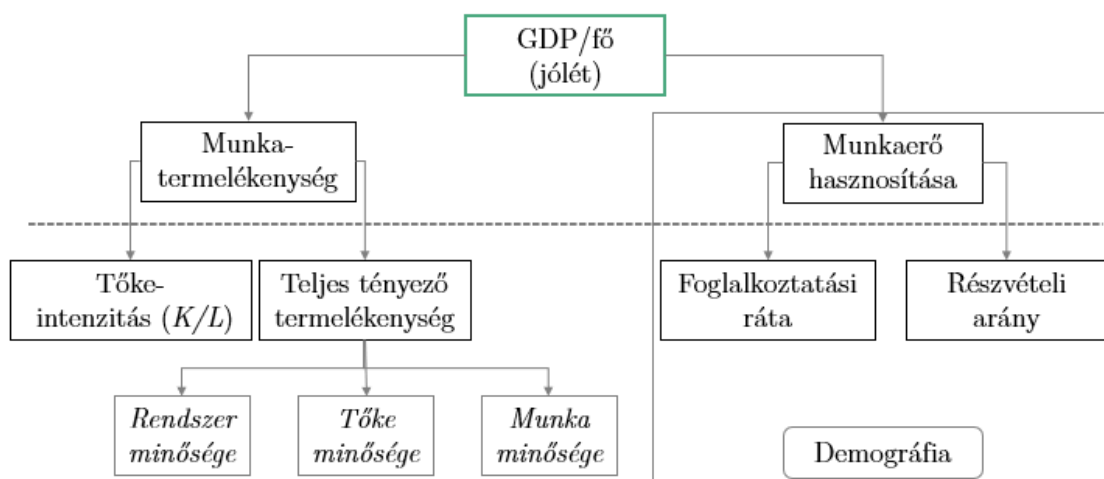 GDP/fő
(jólét)
Munka-
termelékenység
Munkaerő
hasznosítása
Tőke-
intenzitás (K/L)
Teljes tényező
termelékenység
Foglalkoztatási
ráta
Részvételi
arány
Rendszer
minősége
Tőke
minősége
Munka
minősége
Demográfia